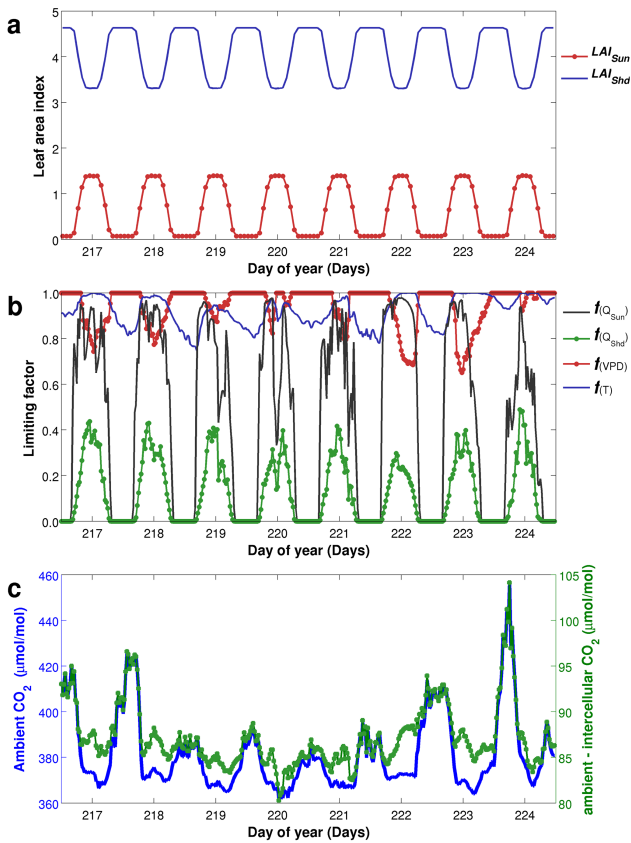 a
5
4
3
2
1
0
Leaf area index
217 218 219 220 221 222 223 224
Day of year (Days)
LAI Sun
LAI Shd
b
1.0
0.8
0.6
0.4
0.2
0.0
Limiting factor
217 218 219 220 221 222 223 224
Day of year (Days)
f(QSun)
f(QShd)
f(VPD)
f(T)
c
460
440
420
400
380
360
Ambient CO2 (μmol/mol)
105
100
95
90
85
80
ambient - intercellular CO2 (μmol/mol)
217 218 219 220 221 222 223 224
Day of year (Days)